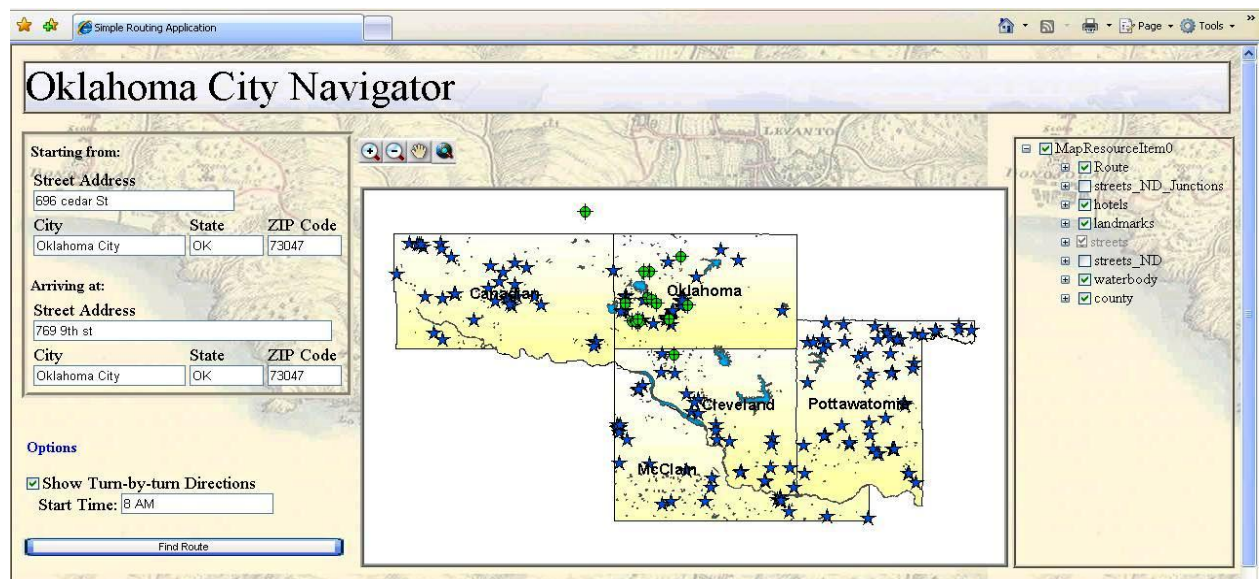 Simple Routing Application
Page
Tools
»
Oklahoma City Navigator
LEVANTO
Starting from:
Street Address
696 cedar St
City State ZIP Code
Oklahoma City OK 73047
Arriving at:
Street Address
769 9th st
City State ZIP Code
Oklahoma City OK 73047
Options
Show Turn-by-turn Directions
Start Time: 8 AM
Find Route
Canadian
Oklahoma
Cleveland
Pottawatomie
McClain
MapResourceItem0
Route
streets_ND_Junctions
hotels
landmarks
streets
streets_ND
waterbody
county